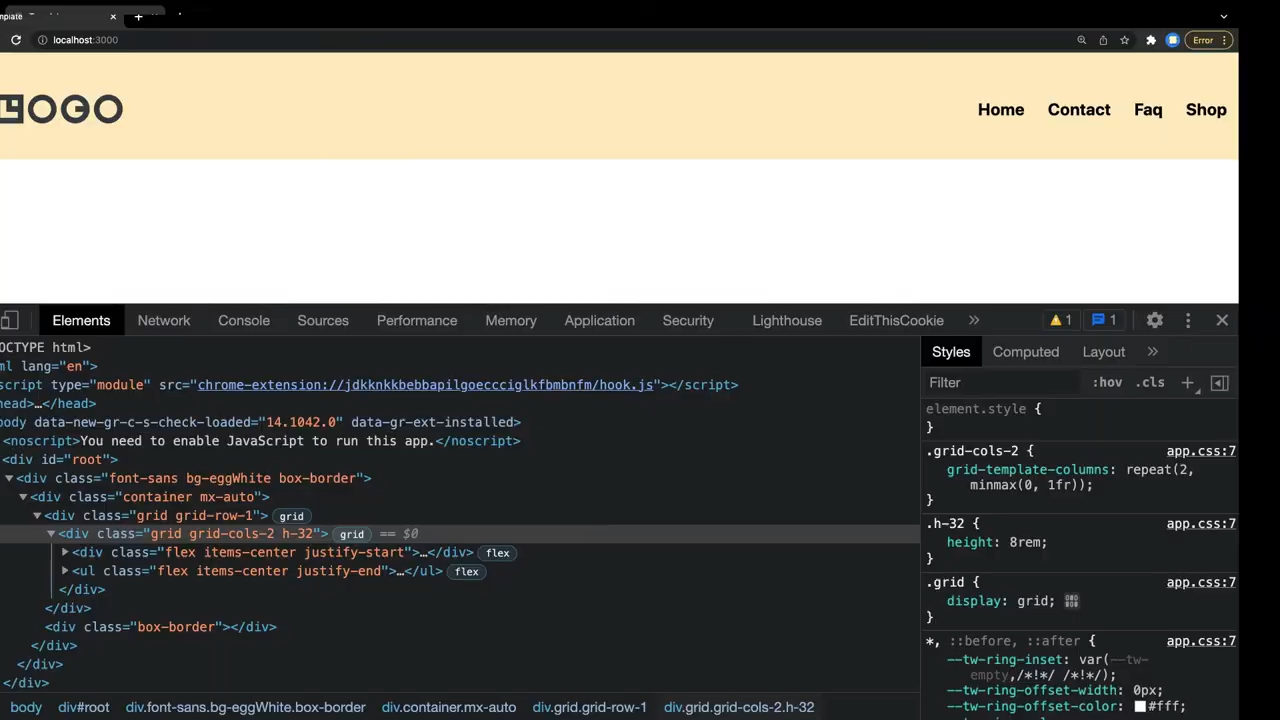 mplate
localhost:3000
Error
LOGO
Home Contact Faq Shop
Elements Network Console Sources Performance Memory Application Security Lighthouse EditThisCookie » 1 1
OCTYPE html>
ml lang="en">
script type="module" src="chrome-extension://jdkknkkbebbapilgoeccciglkfbmbnfm/hook.js"></script>
head>…</head>
body data-new-gr-c-s-check-loaded="14.1042.0" data-gr-ext-installed>
<noscript>You need to enable JavaScript to run this app.</noscript>
<div id="root">
<div class="font-sans bg-eggWhite box-border">
<div class="container mx-auto">
<div class="grid grid-row-1"> grid
<div class="grid grid-cols-2 h-32"> grid == $0
<div class="flex items-center justify-start">…</div> flex
<ul class="flex items-center justify-end">…</ul> flex
</div>
</div>
<div class="box-border"></div>
</div>
</div>
</div>
body div#root div.font-sans.bg-eggWhite.box-border div.container.mx-auto div.grid.grid-row-1 div.grid.grid-cols-2.h-32
Styles Computed Layout »
Filter :hov .cls +
element.style {
}
.grid-cols-2 { app.css:7
grid-template-columns: repeat(2,
minmax(0, 1fr));
}
.h-32 { app.css:7
height: 8rem;
}
.grid { app.css:7
display: grid;
}
*, ::before, ::after { app.css:7
--tw-ring-inset: var(--tw-
empty,/*!*/ /*!*/);
--tw-ring-offset-width: 0px;
--tw-ring-offset-color: #fff;